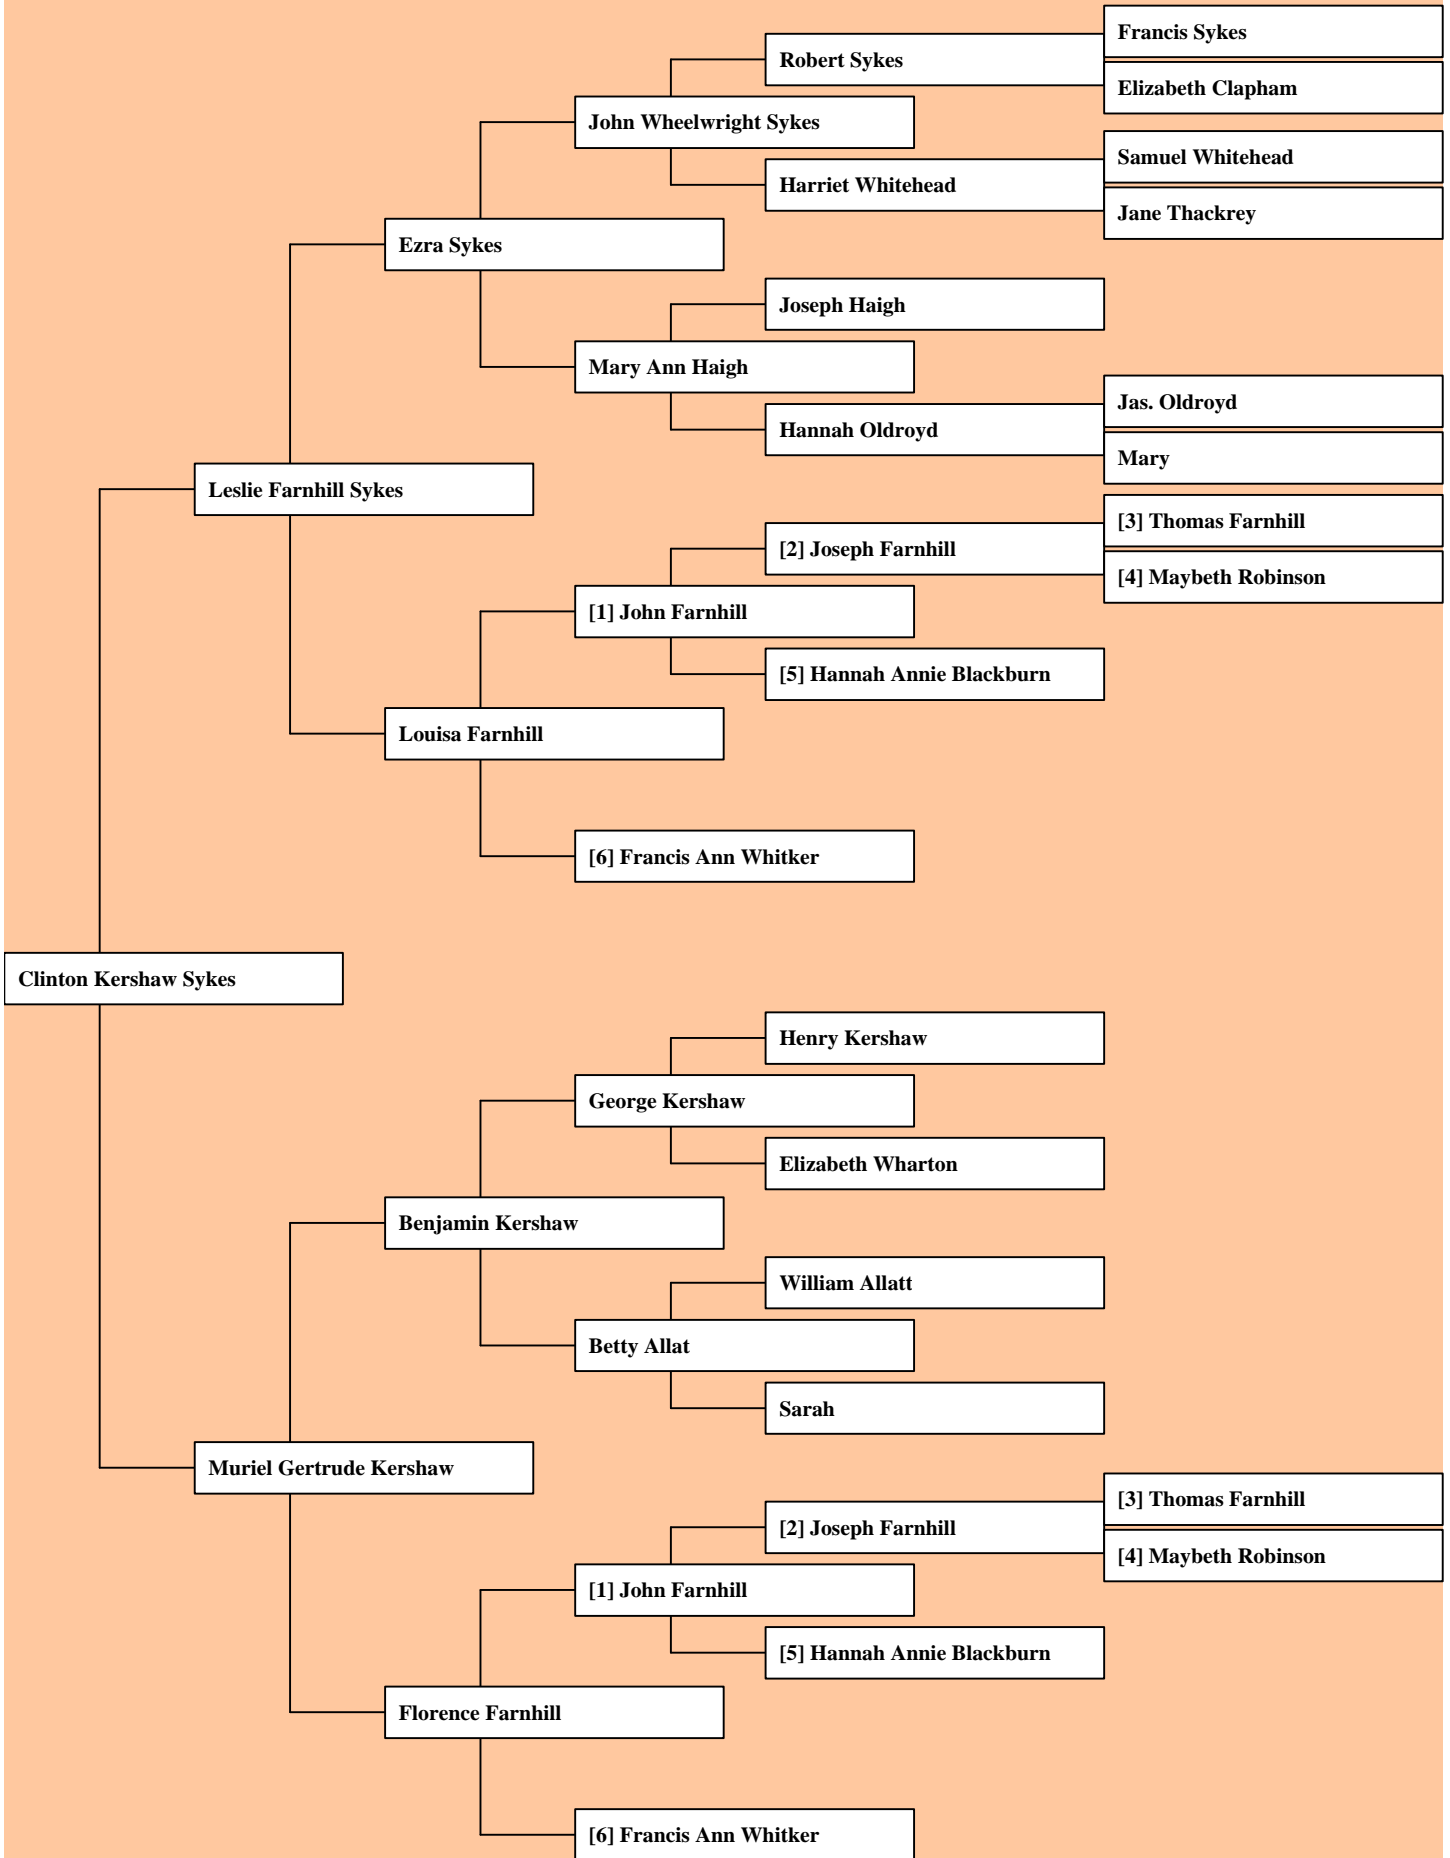 Francis Sykes
Robert Sykes
Elizabeth Clapham
John Wheelwright Sykes
Samuel Whitehead
Harriet Whitehead
Jane Thackrey
Ezra Sykes
Joseph Haigh
Mary Ann Haigh
Jas. Oldroyd
Hannah Oldroyd
Mary
Leslie Farnhill Sykes
[3] Thomas Farnhill
[2] Joseph Farnhill
[4] Maybeth Robinson
[1] John Farnhill
[5] Hannah Annie Blackburn
Louisa Farnhill
[6] Francis Ann Whitker
Clinton Kershaw Sykes
Henry Kershaw
George Kershaw
Elizabeth Wharton
Benjamin Kershaw
William Allatt
Betty Allat
Sarah
Muriel Gertrude Kershaw
[3] Thomas Farnhill
[2] Joseph Farnhill
[4] Maybeth Robinson
[1] John Farnhill
[5] Hannah Annie Blackburn
Florence Farnhill
[6] Francis Ann Whitker